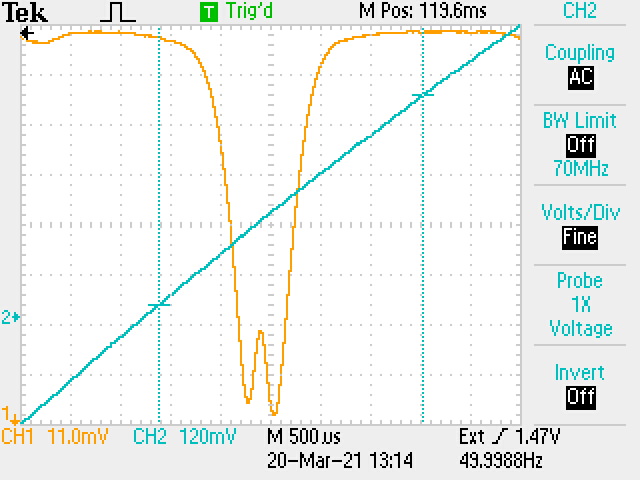 Tek T Trig'd M Pos: 119.6ms CH2
Coupling
AC
BW Limit
Off
70MHz
Volts/Div
Fine
Probe
1X
Voltage
Invert
Off
2
1
CH1 11.0mV CH2 120mV M 500µs Ext 1.47V
20-Mar-21 13:14 49.9988Hz